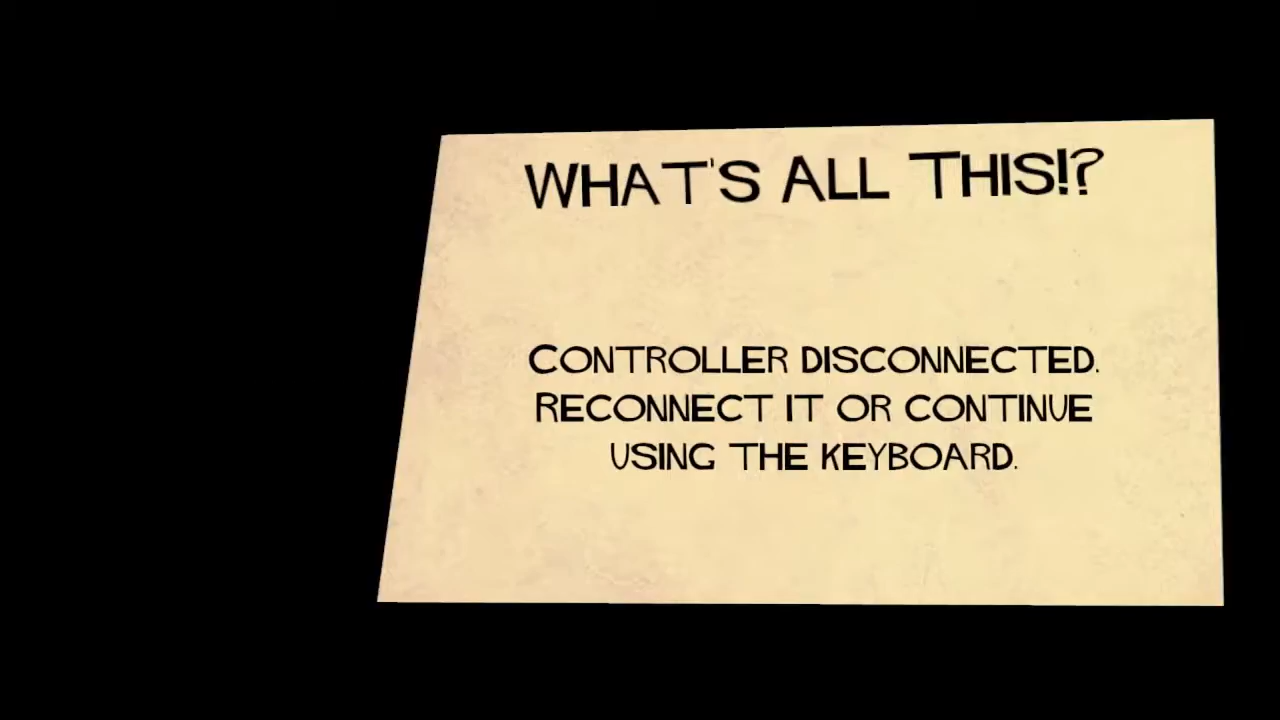 WHAT'S ALL THIS!?
CONTROLLER DISCONNECTED.
RECONNECT IT OR CONTINUE
USING THE KEYBOARD.